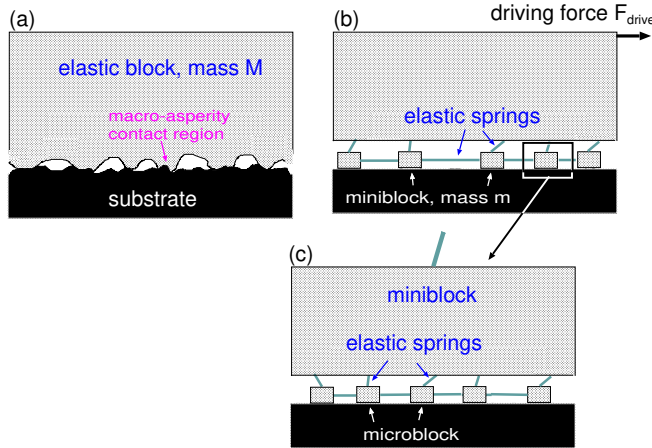 (a)
elastic block, mass M
macro-asperity
contact region
substrate
(b)
driving force F_drive
elastic springs
miniblock, mass m
(c)
miniblock
elastic springs
microblock